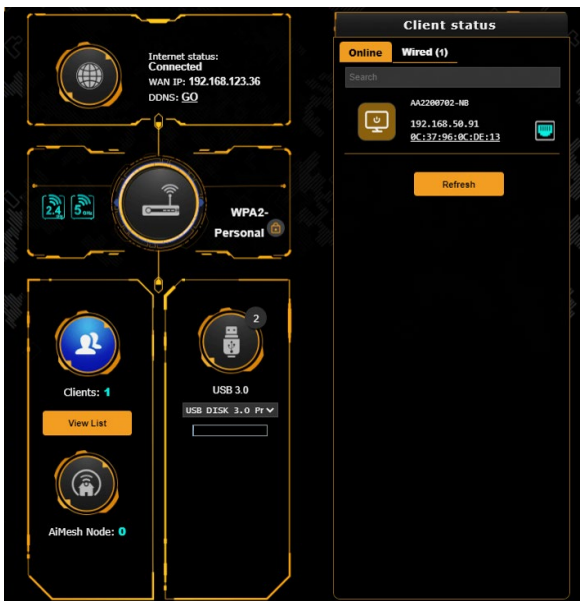 Internet status:
Connected
WAN IP: 192.168.123.36
DDNS: GO
2.4
5
WPA2-
Personal
Clients: 1
View List
AiMesh Node: 0
2
USB 3.0
USB DISK 3.0 Pr
Client status
Online
Wired (1)
Search
AA2200702-NB
192.168.50.91
0C:37:96:0C:DE:13
Refresh